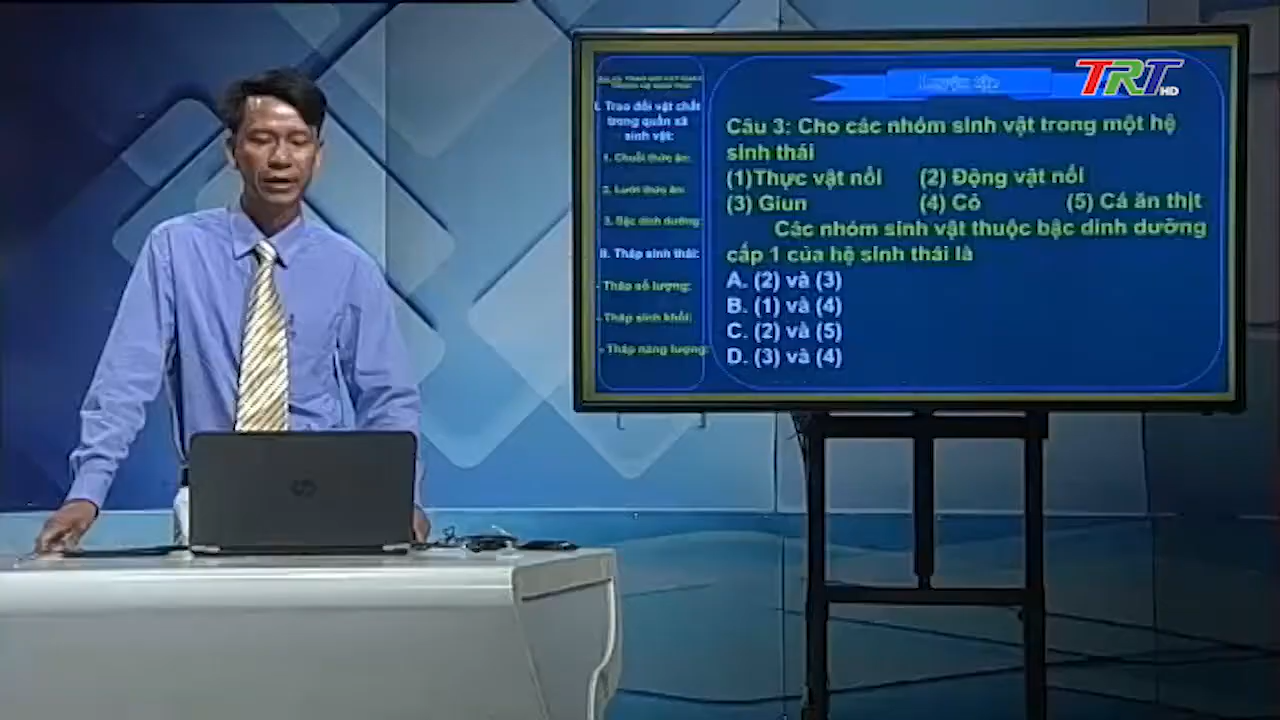 TRT HD
Luyện tập
I. Trao đổi vật chất
trong quần xã
sinh vật:
1. Chuỗi thức ăn:
2. Lưới thức ăn:
3. Bậc dinh dưỡng:
II. Tháp sinh thái:
- Tháp số lượng:
- Tháp sinh khối:
- Tháp năng lượng:
Câu 3: Cho các nhóm sinh vật trong một hệ
sinh thái
(1)Thực vật nổi (2) Động vật nổi
(3) Giun (4) Cỏ (5) Cá ăn thịt
Các nhóm sinh vật thuộc bậc dinh dưỡng
cấp 1 của hệ sinh thái là
A. (2) và (3)
B. (1) và (4)
C. (2) và (5)
D. (3) và (4)